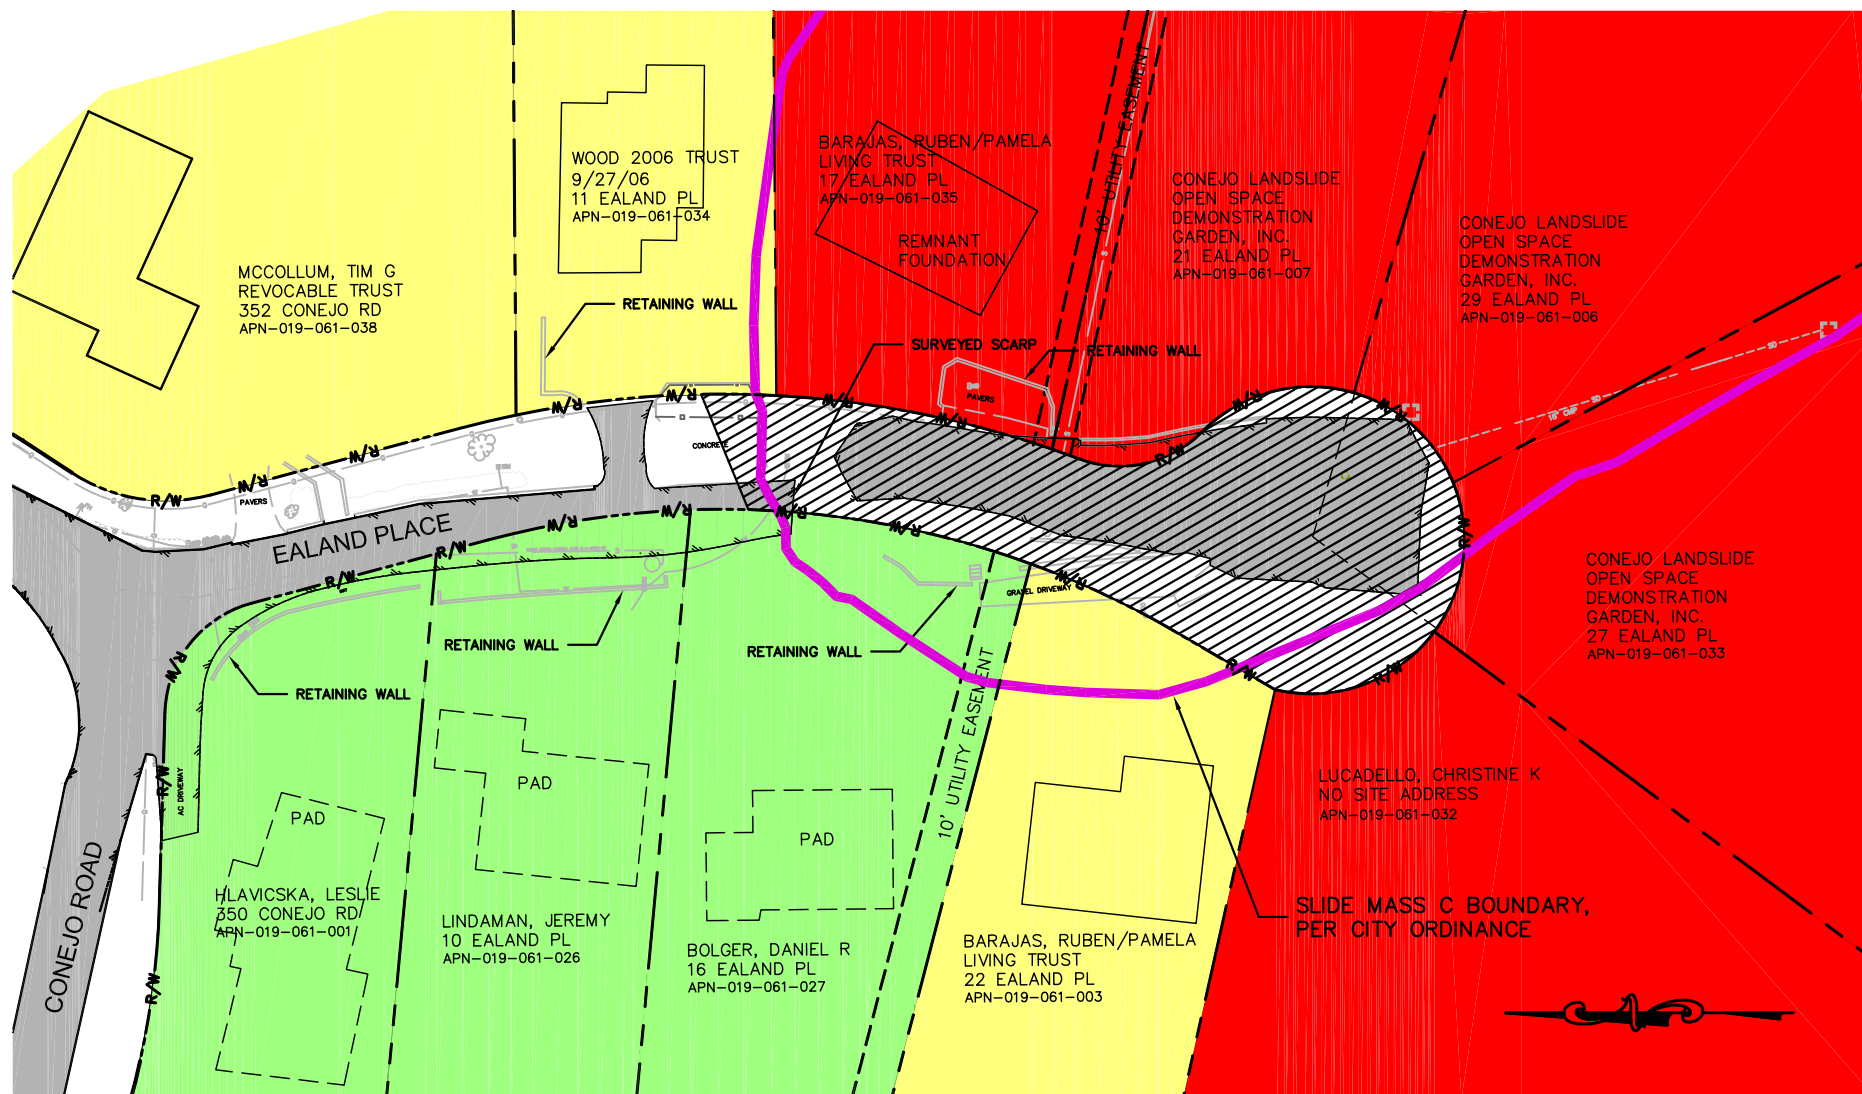 MCCOLLUM, TIM G
REVOCABLE TRUST
352 CONEJO RD
APN-019-061-038
WOOD 2006 TRUST
9/27/06
11 EALAND PL
APN-019-061-034
RETAINING WALL
BARAJAS, RUBEN/PAMELA
LIVING TRUST
17 EALAND PL
APN-019-061-035
REMNANT
FOUNDATION
10' UTILITY EASEMENT
CONEJO LANDSLIDE
OPEN SPACE
DEMONSTRATION
GARDEN, INC.
21 EALAND PL
APN-019-061-007
CONEJO LANDSLIDE
OPEN SPACE
DEMONSTRATION
GARDEN, INC.
29 EALAND PL
APN-019-061-006
SURVEYED SCARP
RETAINING WALL
PAVERS
R/W
R/W
R/W
R/W
R/W
R/W
R/W
R/W
R/W
R/W
CONCRETE
PAVERS
SD
18" CMP
SD
EALAND PLACE
R/W
R/W
R/W
R/W
R/W
R/W
R/W
R/W
R/W
R/W
R/W
R/W
R/W
GRAVEL DRIVEWAY
CONEJO LANDSLIDE
OPEN SPACE
DEMONSTRATION
GARDEN, INC.
27 EALAND PL
APN-019-061-033
RETAINING WALL
RETAINING WALL
RETAINING WALL
10' UTILITY EASEMENT
AC DRIVEWAY
PAD
PAD
PAD
CONEJO ROAD
HLAVICSKA, LESLIE
350 CONEJO RD
APN-019-061-001
LINDAMAN, JEREMY
10 EALAND PL
APN-019-061-026
BOLGER, DANIEL R
16 EALAND PL
APN-019-061-027
BARAJAS, RUBEN/PAMELA
LIVING TRUST
22 EALAND PL
APN-019-061-003
LUCADELLO, CHRISTINE K
NO SITE ADDRESS
APN-019-061-032
SLIDE MASS C BOUNDARY,
PER CITY ORDINANCE